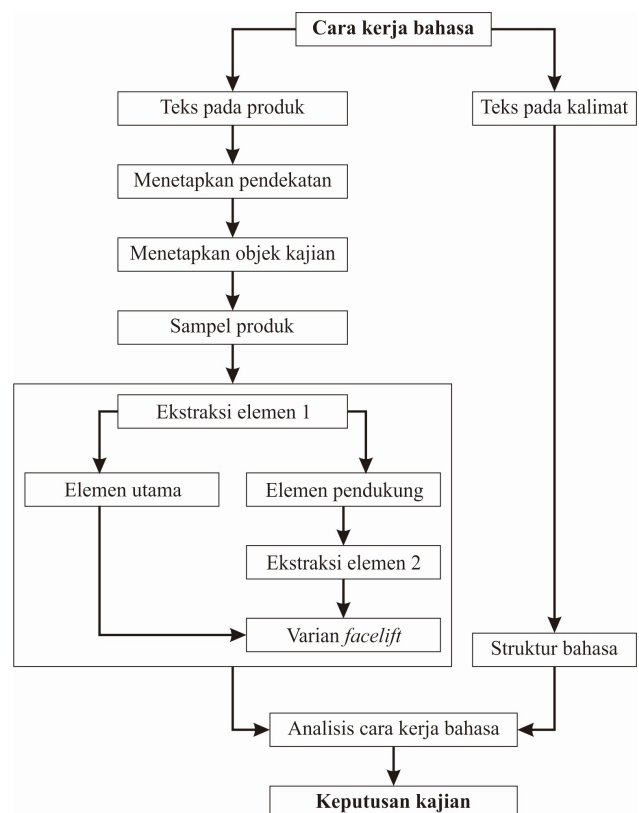 Cara kerja bahasa
Teks pada produk
Teks pada kalimat
Menetapkan pendekatan
Menetapkan objek kajian
Sampel produk
Ekstraksi elemen 1
Elemen utama
Elemen pendukung
Ekstraksi elemen 2
Varian facelift
Struktur bahasa
Analisis cara kerja bahasa
Keputusan kajian